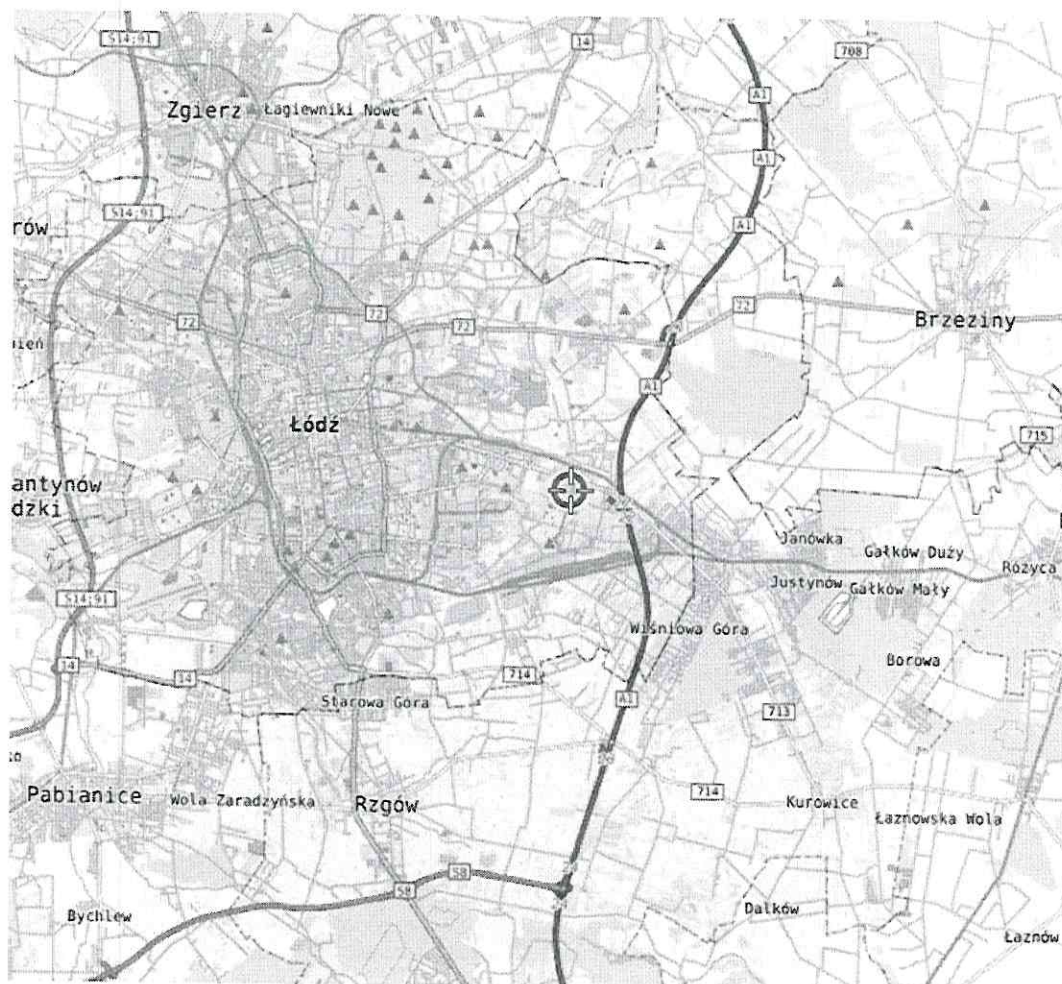 S14;91
14
708
Zgierz
Łagiewniki Nowe
A1
A1
S14;91
rów
A1
72
72
72
72
Brzeziny
ień
A1
Łódź
715
antynów
dzki
Janówka
Gałków Duży
Różyca
Justynów
Gałków Mały
S14;91
Wiśniowa Góra
Borowa
14
14
714
Starowa Góra
A1
713
Pabianice
Wola Zaradzyńska
Rzgów
714
Kurowice
Łaznowska Wola
S8
S8
Bychlew
Dalków
Łaznów